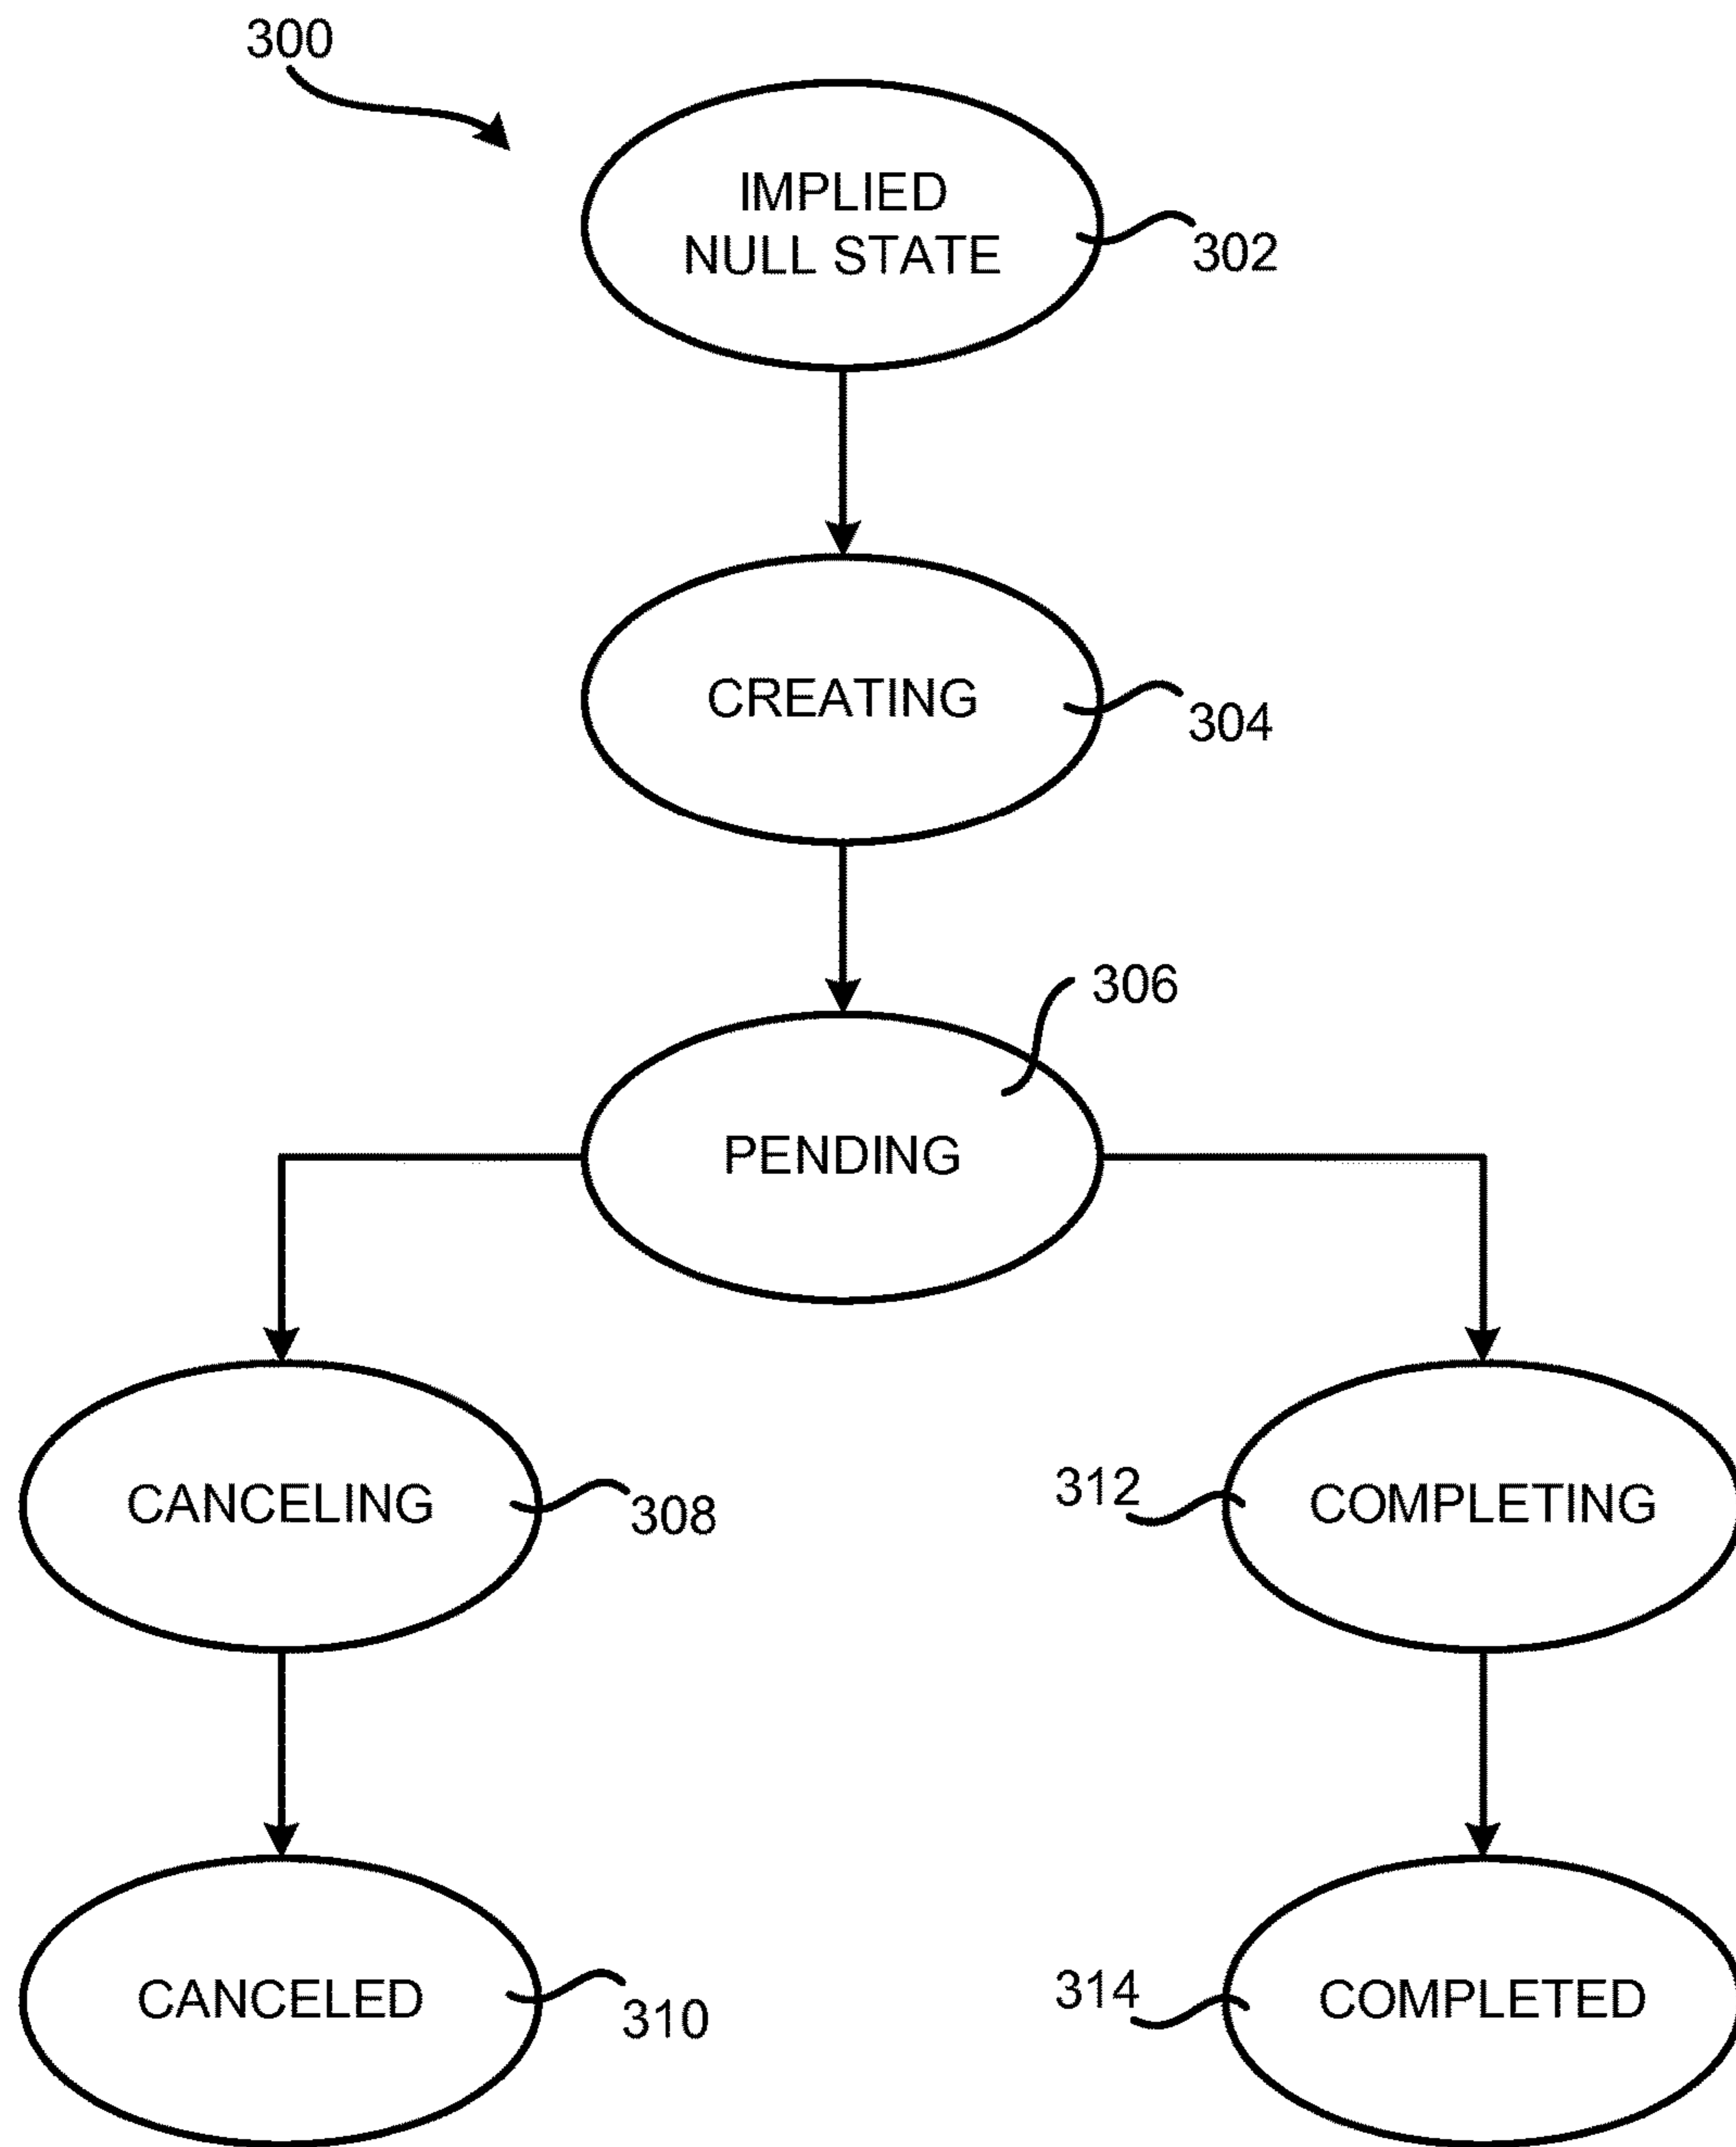 300
IMPLIED
NULL STATE
302
CREATING
304
306
PENDING
CANCELING
308
312
COMPLETING
CANCELED
310
314
COMPLETED